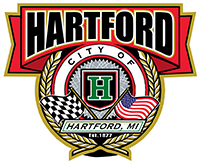 HARTFORD
CITY OF
H
HARTFORD, MI
EST. 1877